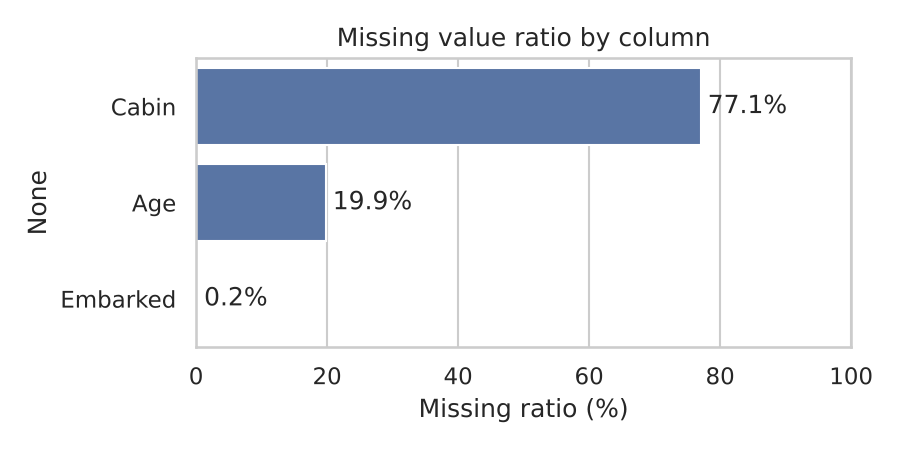 Missing value ratio by column
Cabin
77.1%
Age
19.9%
Embarked
0.2%
None
0 20 40 60 80 100
Missing ratio (%)